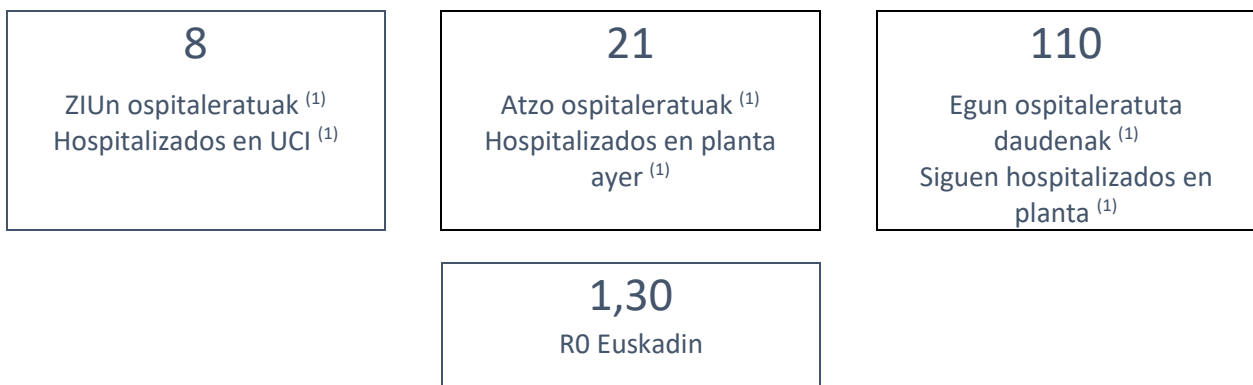 8
ZIUn ospitaleratuak (1)
Hospitalizados en UCI (1)
21
Atzo ospitaleratuak (1)
Hospitalizados en planta
ayer (1)
110
Egun ospitaleratuta
daudenak (1)
Siguen hospitalizados en
planta (1)
1,30
R0 Euskadin